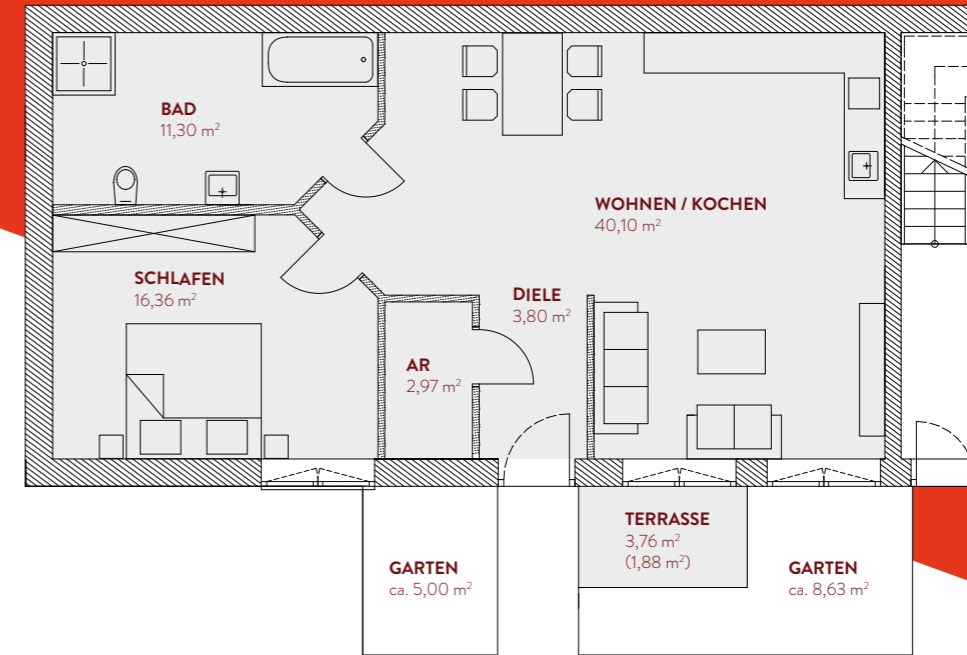 BAD
11,30 m²
WOHNEN / KOCHEN
40,10 m²
SCHLAFEN
16,36 m²
DIELE
3,80 m²
AR
2,97 m²
TERRASSE
3,76 m²
(1,88 m²)
GARTEN
ca. 5,00 m²
GARTEN
ca. 8,63 m²